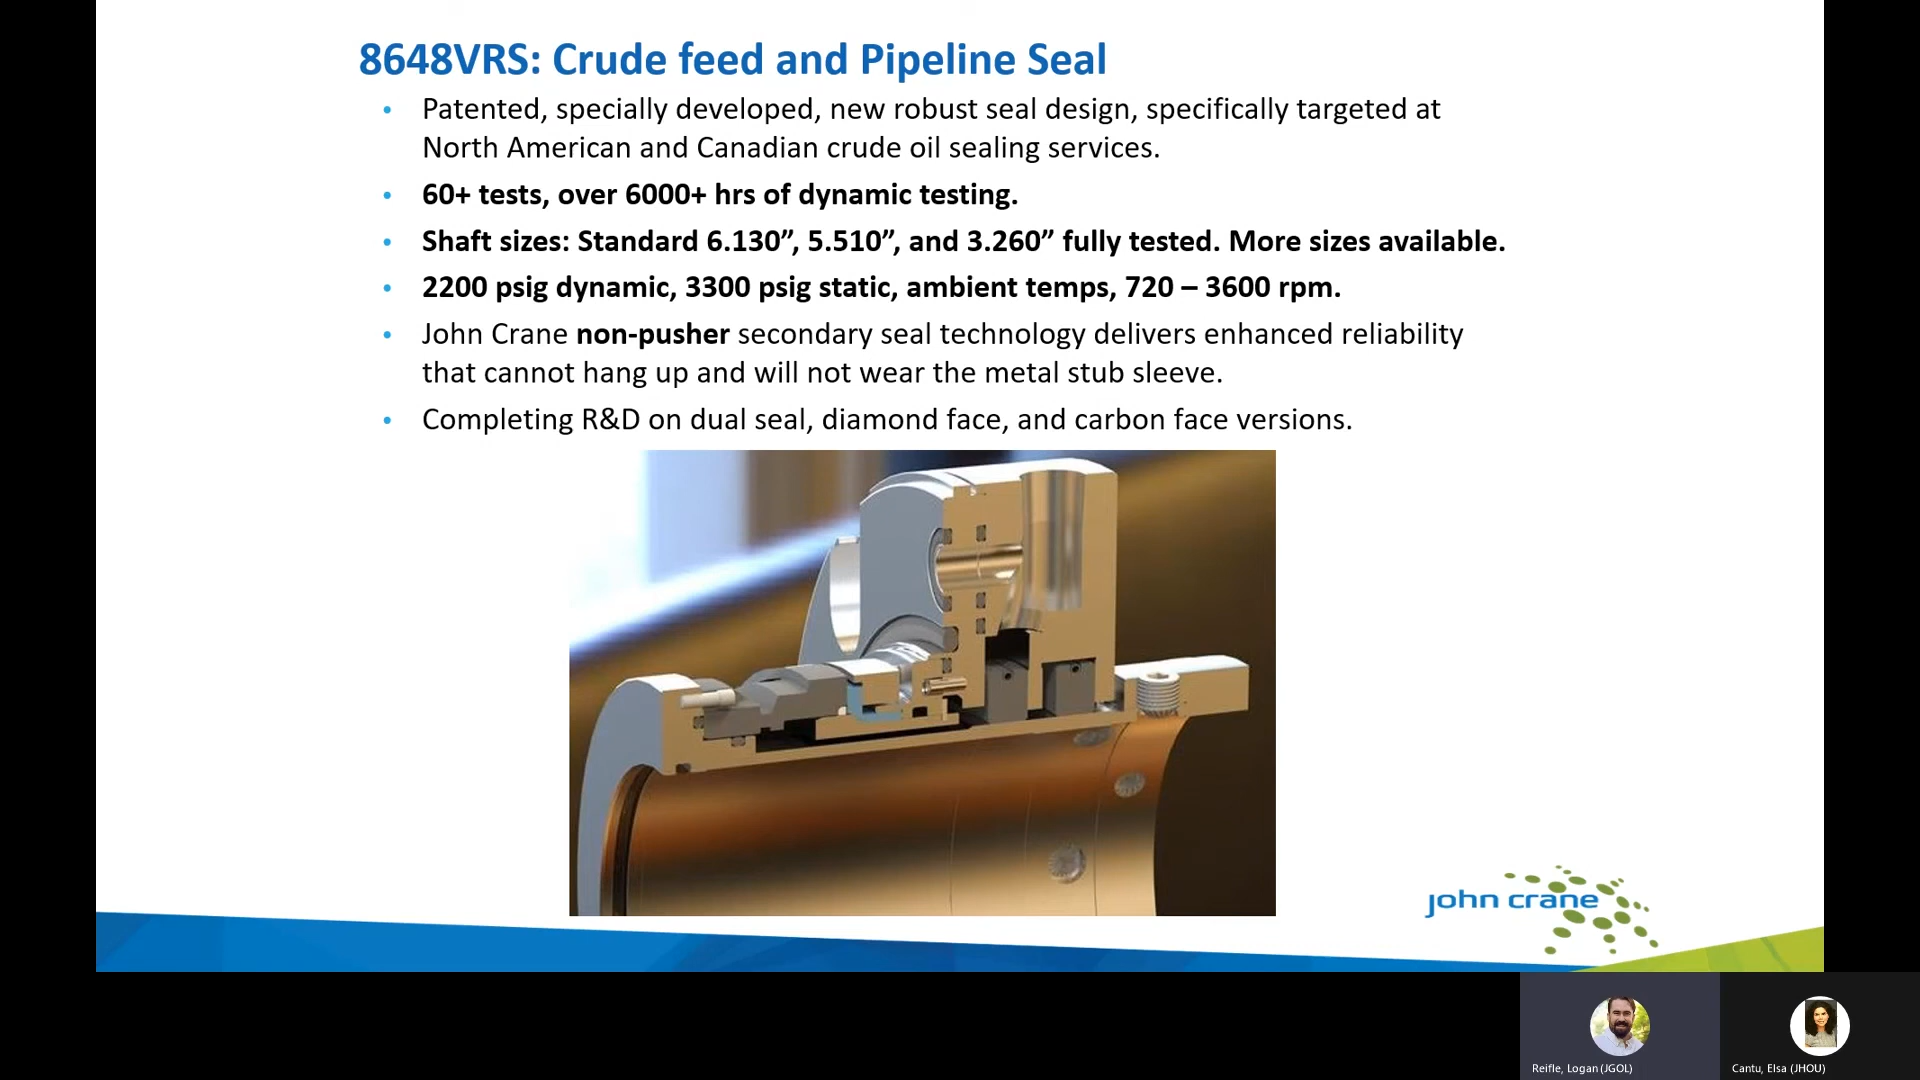 8648VRS: Crude feed and Pipeline Seal
• Patented, specially developed, new robust seal design, specifically targeted at
North American and Canadian crude oil sealing services.
• 60+ tests, over 6000+ hrs of dynamic testing.
• Shaft sizes: Standard 6.130”, 5.510”, and 3.260” fully tested. More sizes available.
• 2200 psig dynamic, 3300 psig static, ambient temps, 720 – 3600 rpm.
• John Crane non-pusher secondary seal technology delivers enhanced reliability
that cannot hang up and will not wear the metal stub sleeve.
• Completing R&D on dual seal, diamond face, and carbon face versions.
john crane
Reifle, Logan (JGOL)
Cantu, Elsa (JHOU)